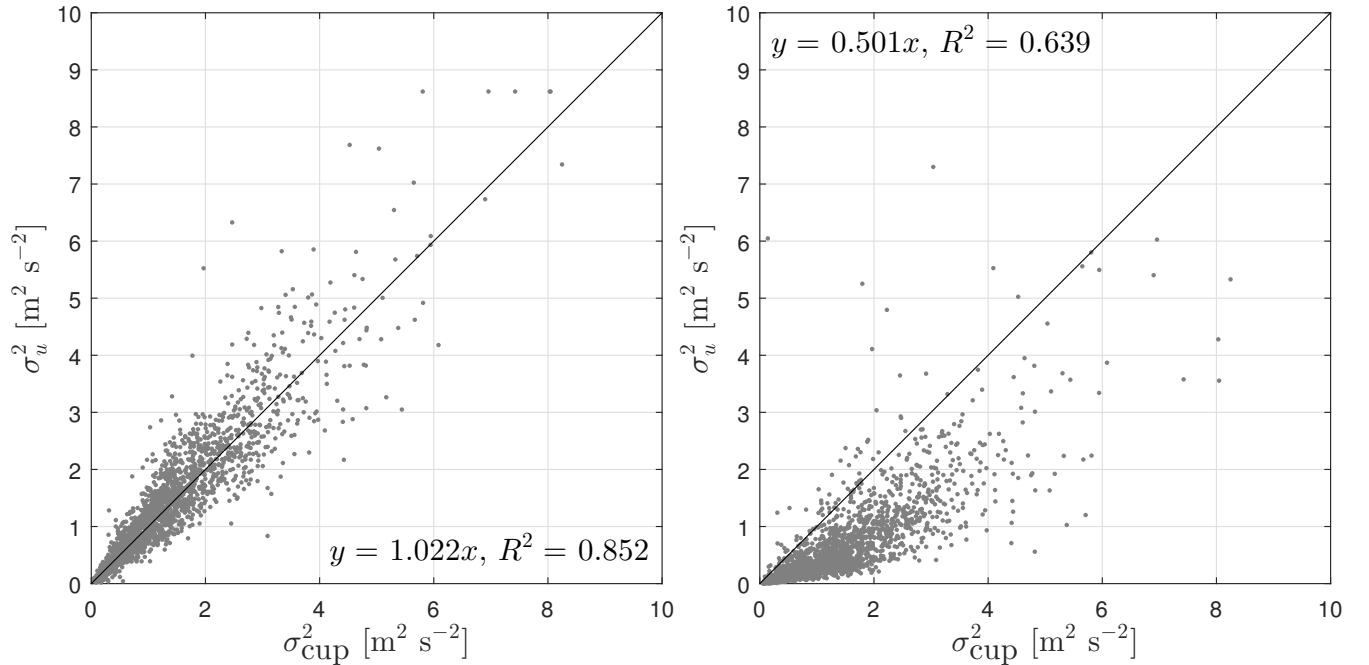 10
9
8
7
6
5
4
3
2
1
0
σ²ᵤ [m² s⁻²]
y = 1.022x, R² = 0.852
0 2 4 6 8 10
σ²cup [m² s⁻²]
y = 0.501x, R² = 0.639
10
9
8
7
6
5
4
3
2
1
0
σ²ᵤ [m² s⁻²]
0 2 4 6 8 10
σ²cup [m² s⁻²]